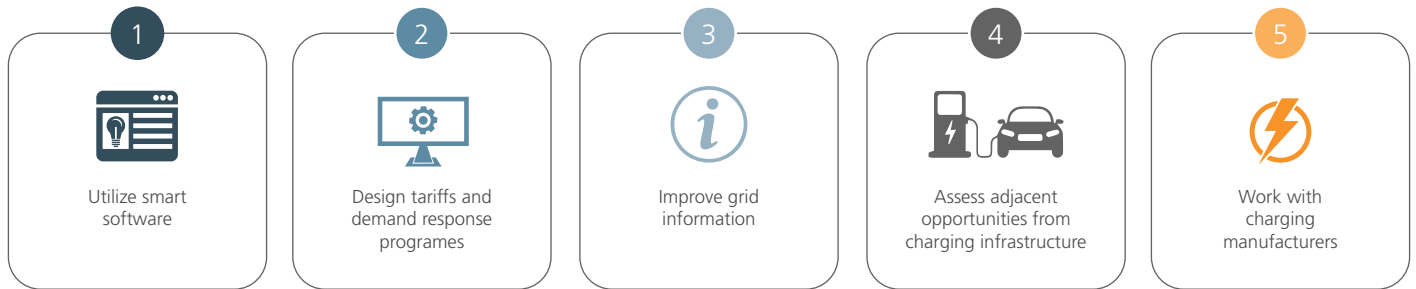 1
Utilize smart
software
2
Design tariffs and
demand response
programes
3
i
Improve grid
information
4
Assess adjacent
opportunities from
charging infrastructure
5
Work with
charging
manufacturers